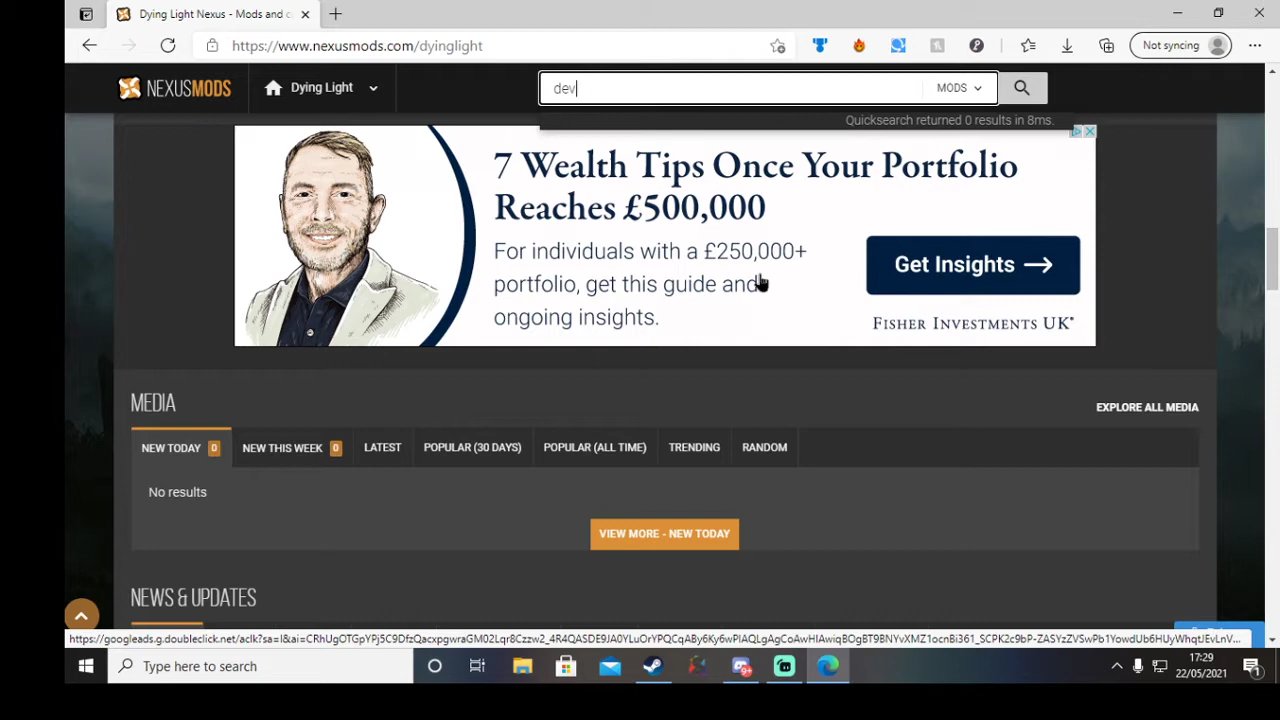 Dying Light Nexus - Mods and c
https://www.nexusmods.com/dyinglight
Not syncing
NEXUSMODS
Dying Light
dev
MODS
Quicksearch returned 0 results in 8ms.
7 Wealth Tips Once Your Portfolio
Reaches £500,000
For individuals with a £250,000+
portfolio, get this guide and
ongoing insights.
Get Insights
FISHER INVESTMENTS UK®
MEDIA
EXPLORE ALL MEDIA
NEW TODAY 0
NEW THIS WEEK 0
LATEST
POPULAR (30 DAYS)
POPULAR (ALL TIME)
TRENDING
RANDOM
No results
VIEW MORE - NEW TODAY
NEWS & UPDATES
Type here to search
9+
17:29
22/05/2021
1